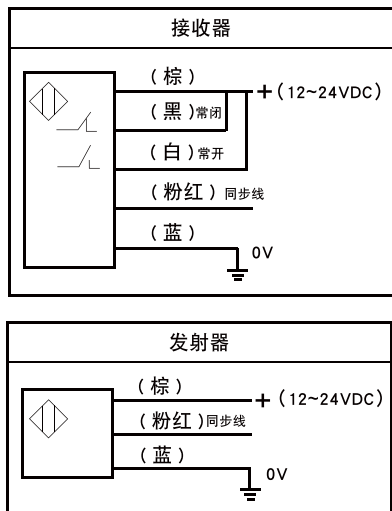 接收器
（棕）
＋（12~24VDC）
（黑）常闭
（白）常开
（粉红）同步线
（蓝）
0V
发射器
（棕）
＋（12~24VDC）
（粉红）同步线
（蓝）
0V